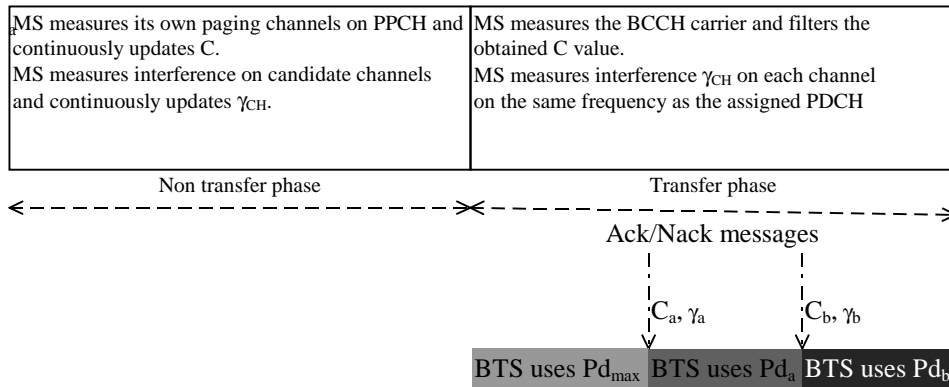 MS measures its own paging channels on PPCH and
continuously updates C.
MS measures interference on candidate channels
and continuously updates γCH.
MS measures the BCCH carrier and filters the
obtained C value.
MS measures interference γCH on each channel
on the same frequency as the assigned PDCH
Non transfer phase
Transfer phase
Ack/Nack messages
Ca, γa
Cb, γb
BTS uses Pdmax
BTS uses Pda
BTS uses Pdb